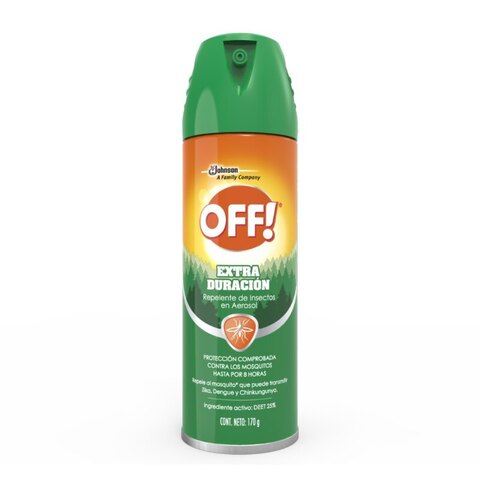 SC Johnson
A Family Company
OFF!®
EXTRA
DURACIÓN
Repelente de Insectos
en Aerosol
PROTECCIÓN COMPROBADA
CONTRA LOS MOSQUITOS
HASTA POR 8 HORAS
Repele al mosquito* que puede transmitir
Zika, Dengue y Chinkungunya.
Ingrediente activo: DEET 25%
CONT. NETO: 170 g